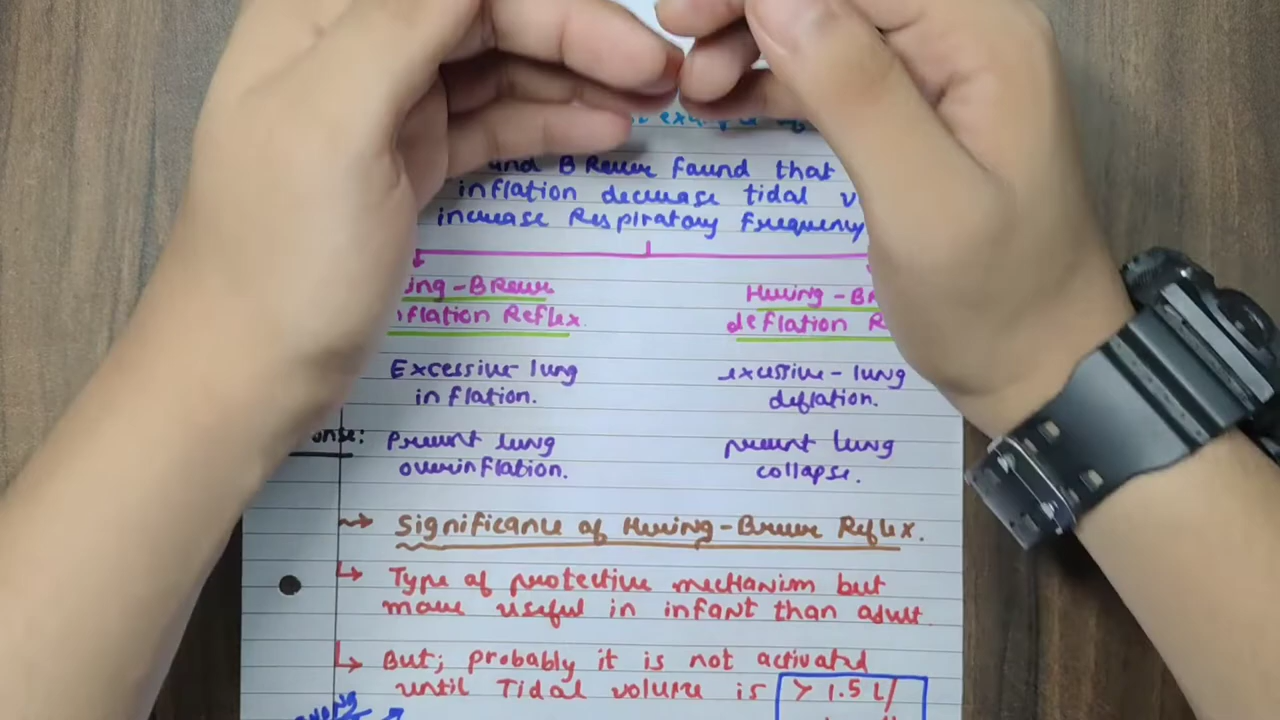 and B Reuer found that
inflation decrease tidal
increase Respiratory frequency
ing-Breuer Hering-B
flation Reflex. deflation R
Excessive lung excessive-lung
inflation. deflation.
onse: Prevent lung prevent lung
overinflation. collapse.
Significance of Hering-Breuer Reflex.
Type of protective mechanism but
more useful in infant than adult
But; probably it is not activated
until Tidal volume is > 1.5 L/